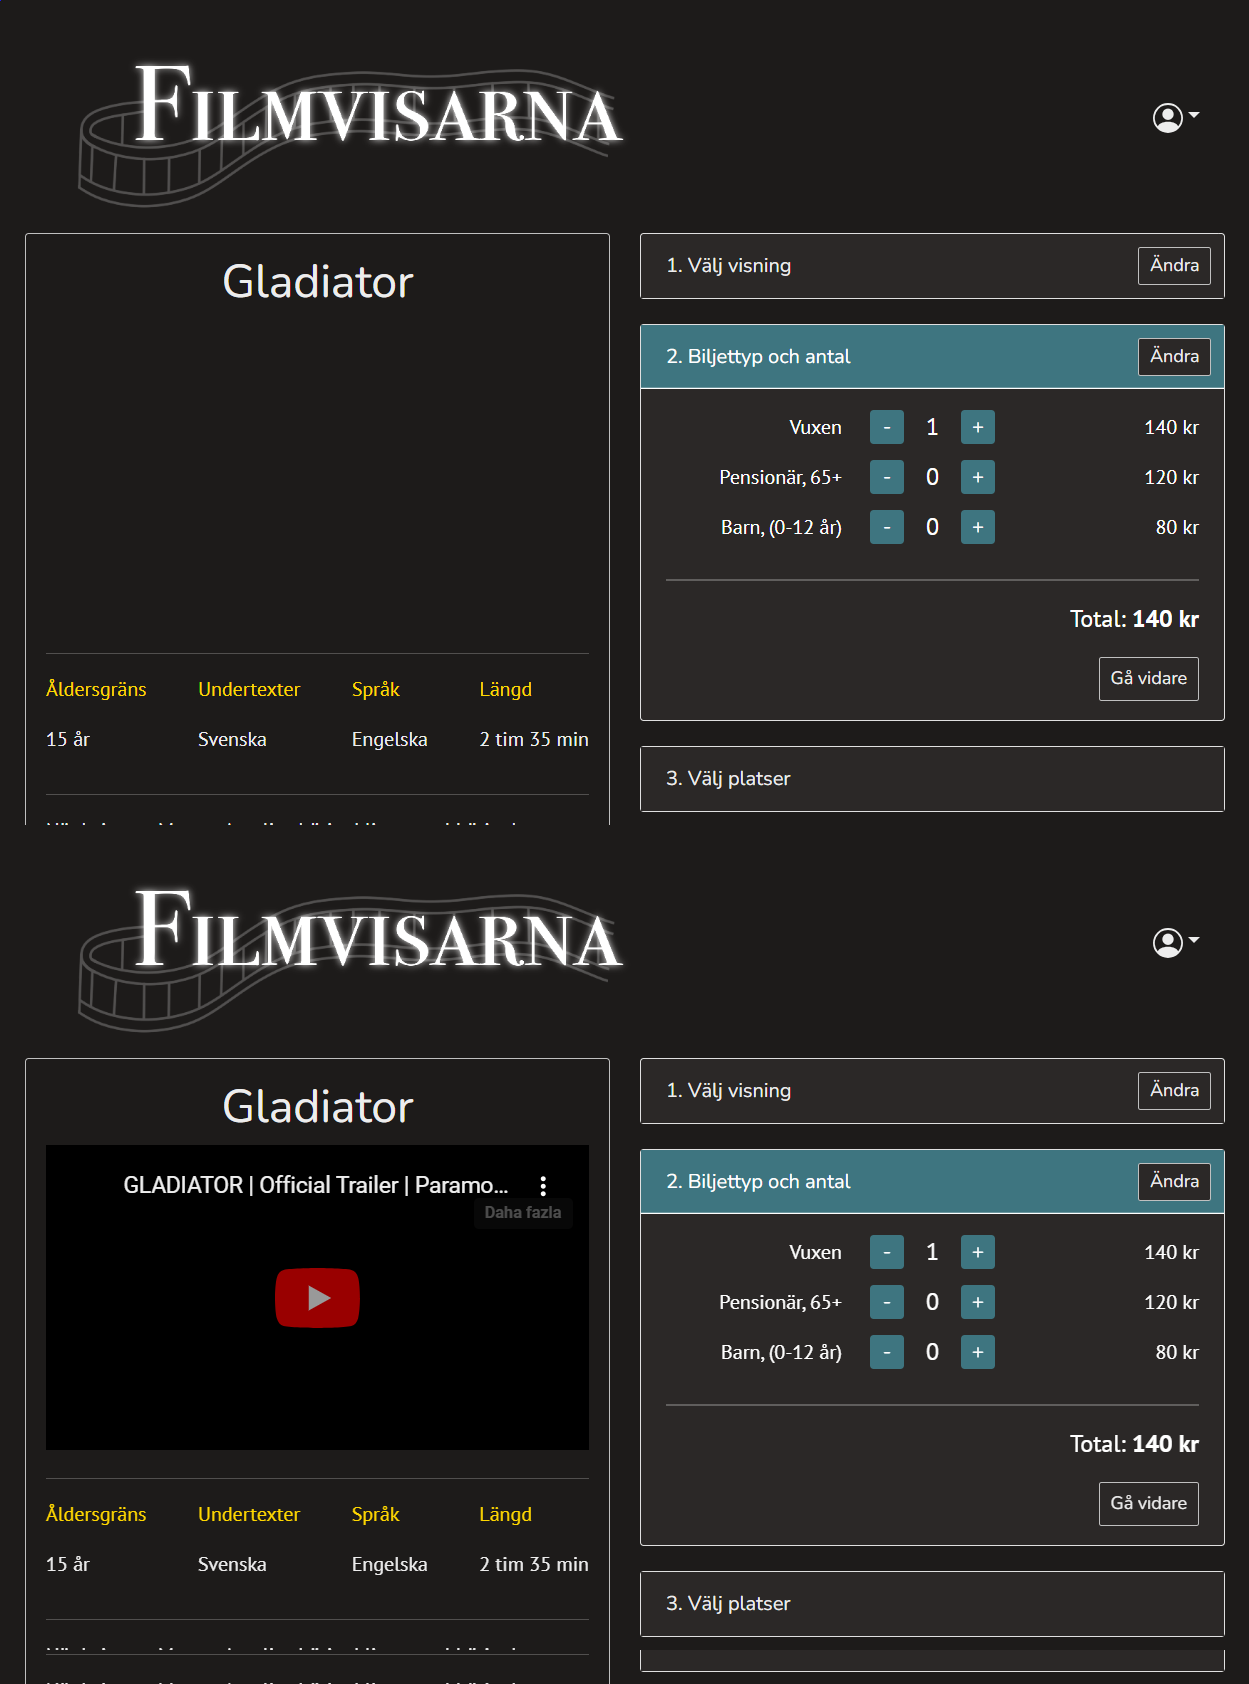 FILMVISARNA
Gladiator
Åldersgräns Undertexter Språk Längd
15 år Svenska Engelska 2 tim 35 min
1. Välj visning Ändra
2. Biljettyp och antal Ändra
Vuxen - 1 + 140 kr
Pensionär, 65+ - 0 + 120 kr
Barn, (0-12 år) - 0 + 80 kr
Total: 140 kr
Gå vidare
3. Välj platser
FILMVISARNA
Gladiator
GLADIATOR | Official Trailer | Paramo...
Daha fazla
Åldersgräns Undertexter Språk Längd
15 år Svenska Engelska 2 tim 35 min
1. Välj visning Ändra
2. Biljettyp och antal Ändra
Vuxen - 1 + 140 kr
Pensionär, 65+ - 0 + 120 kr
Barn, (0-12 år) - 0 + 80 kr
Total: 140 kr
Gå vidare
3. Välj platser